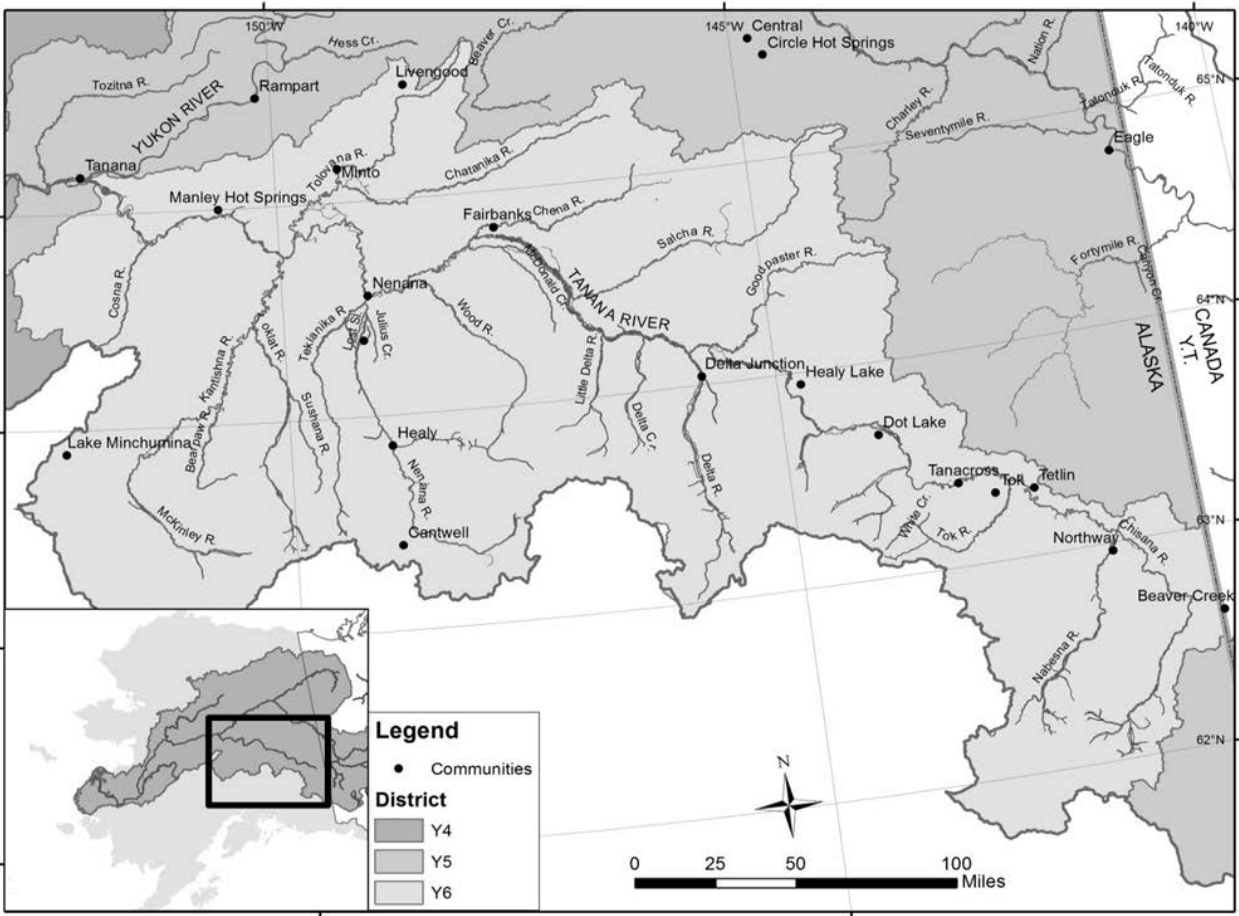 150°W
145°W
140°W
Central
Circle Hot Springs
Hess Cr.
Beaver Cr.
Nation R.
Tatonduk R.
Tozitna R.
Livengood
Rampart
65°N
YUKON RIVER
Charley R.
Seventymile R.
Eagle
Tanana
Tolovana R.
Minto
Chatanika R.
Manley Hot Springs
Fairbanks
Chena R.
Salcha R.
Goodpaster R.
Fortymile R.
Canyon Cr.
Cosna R.
Nenana
McDonald Cr.
TANANA RIVER
64°N
Wood R.
Teklanika R.
Lost Sl.
Julius Cr.
ALASKA
CANADA
Y.T.
Kantishna R.
oklat R.
Little Delta R.
Delta Junction
Healy Lake
Bearpaw R.
Sushana R.
Delta Cr.
Lake Minchumina
Healy
Dot Lake
Nenana R.
Delta R.
Tanacross
Tok
Tetlin
McKinley R.
White Cr.
Tok R.
63°N
Cantwell
Northway
Chisana R.
Beaver Creek
Nabesna R.
62°N
Legend
Communities
District
Y4
Y5
Y6
N
0 25 50 100
Miles